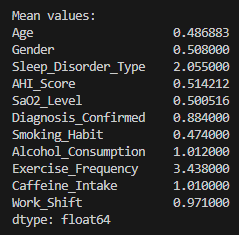 Mean values:
Age 0.486883
Gender 0.508000
Sleep_Disorder_Type 2.055000
AHI_Score 0.514212
SaO2_Level 0.500516
Diagnosis_Confirmed 0.884000
Smoking_Habit 0.474000
Alcohol_Consumption 1.012000
Exercise_Frequency 3.438000
Caffeine_Intake 1.010000
Work_Shift 0.971000
dtype: float64